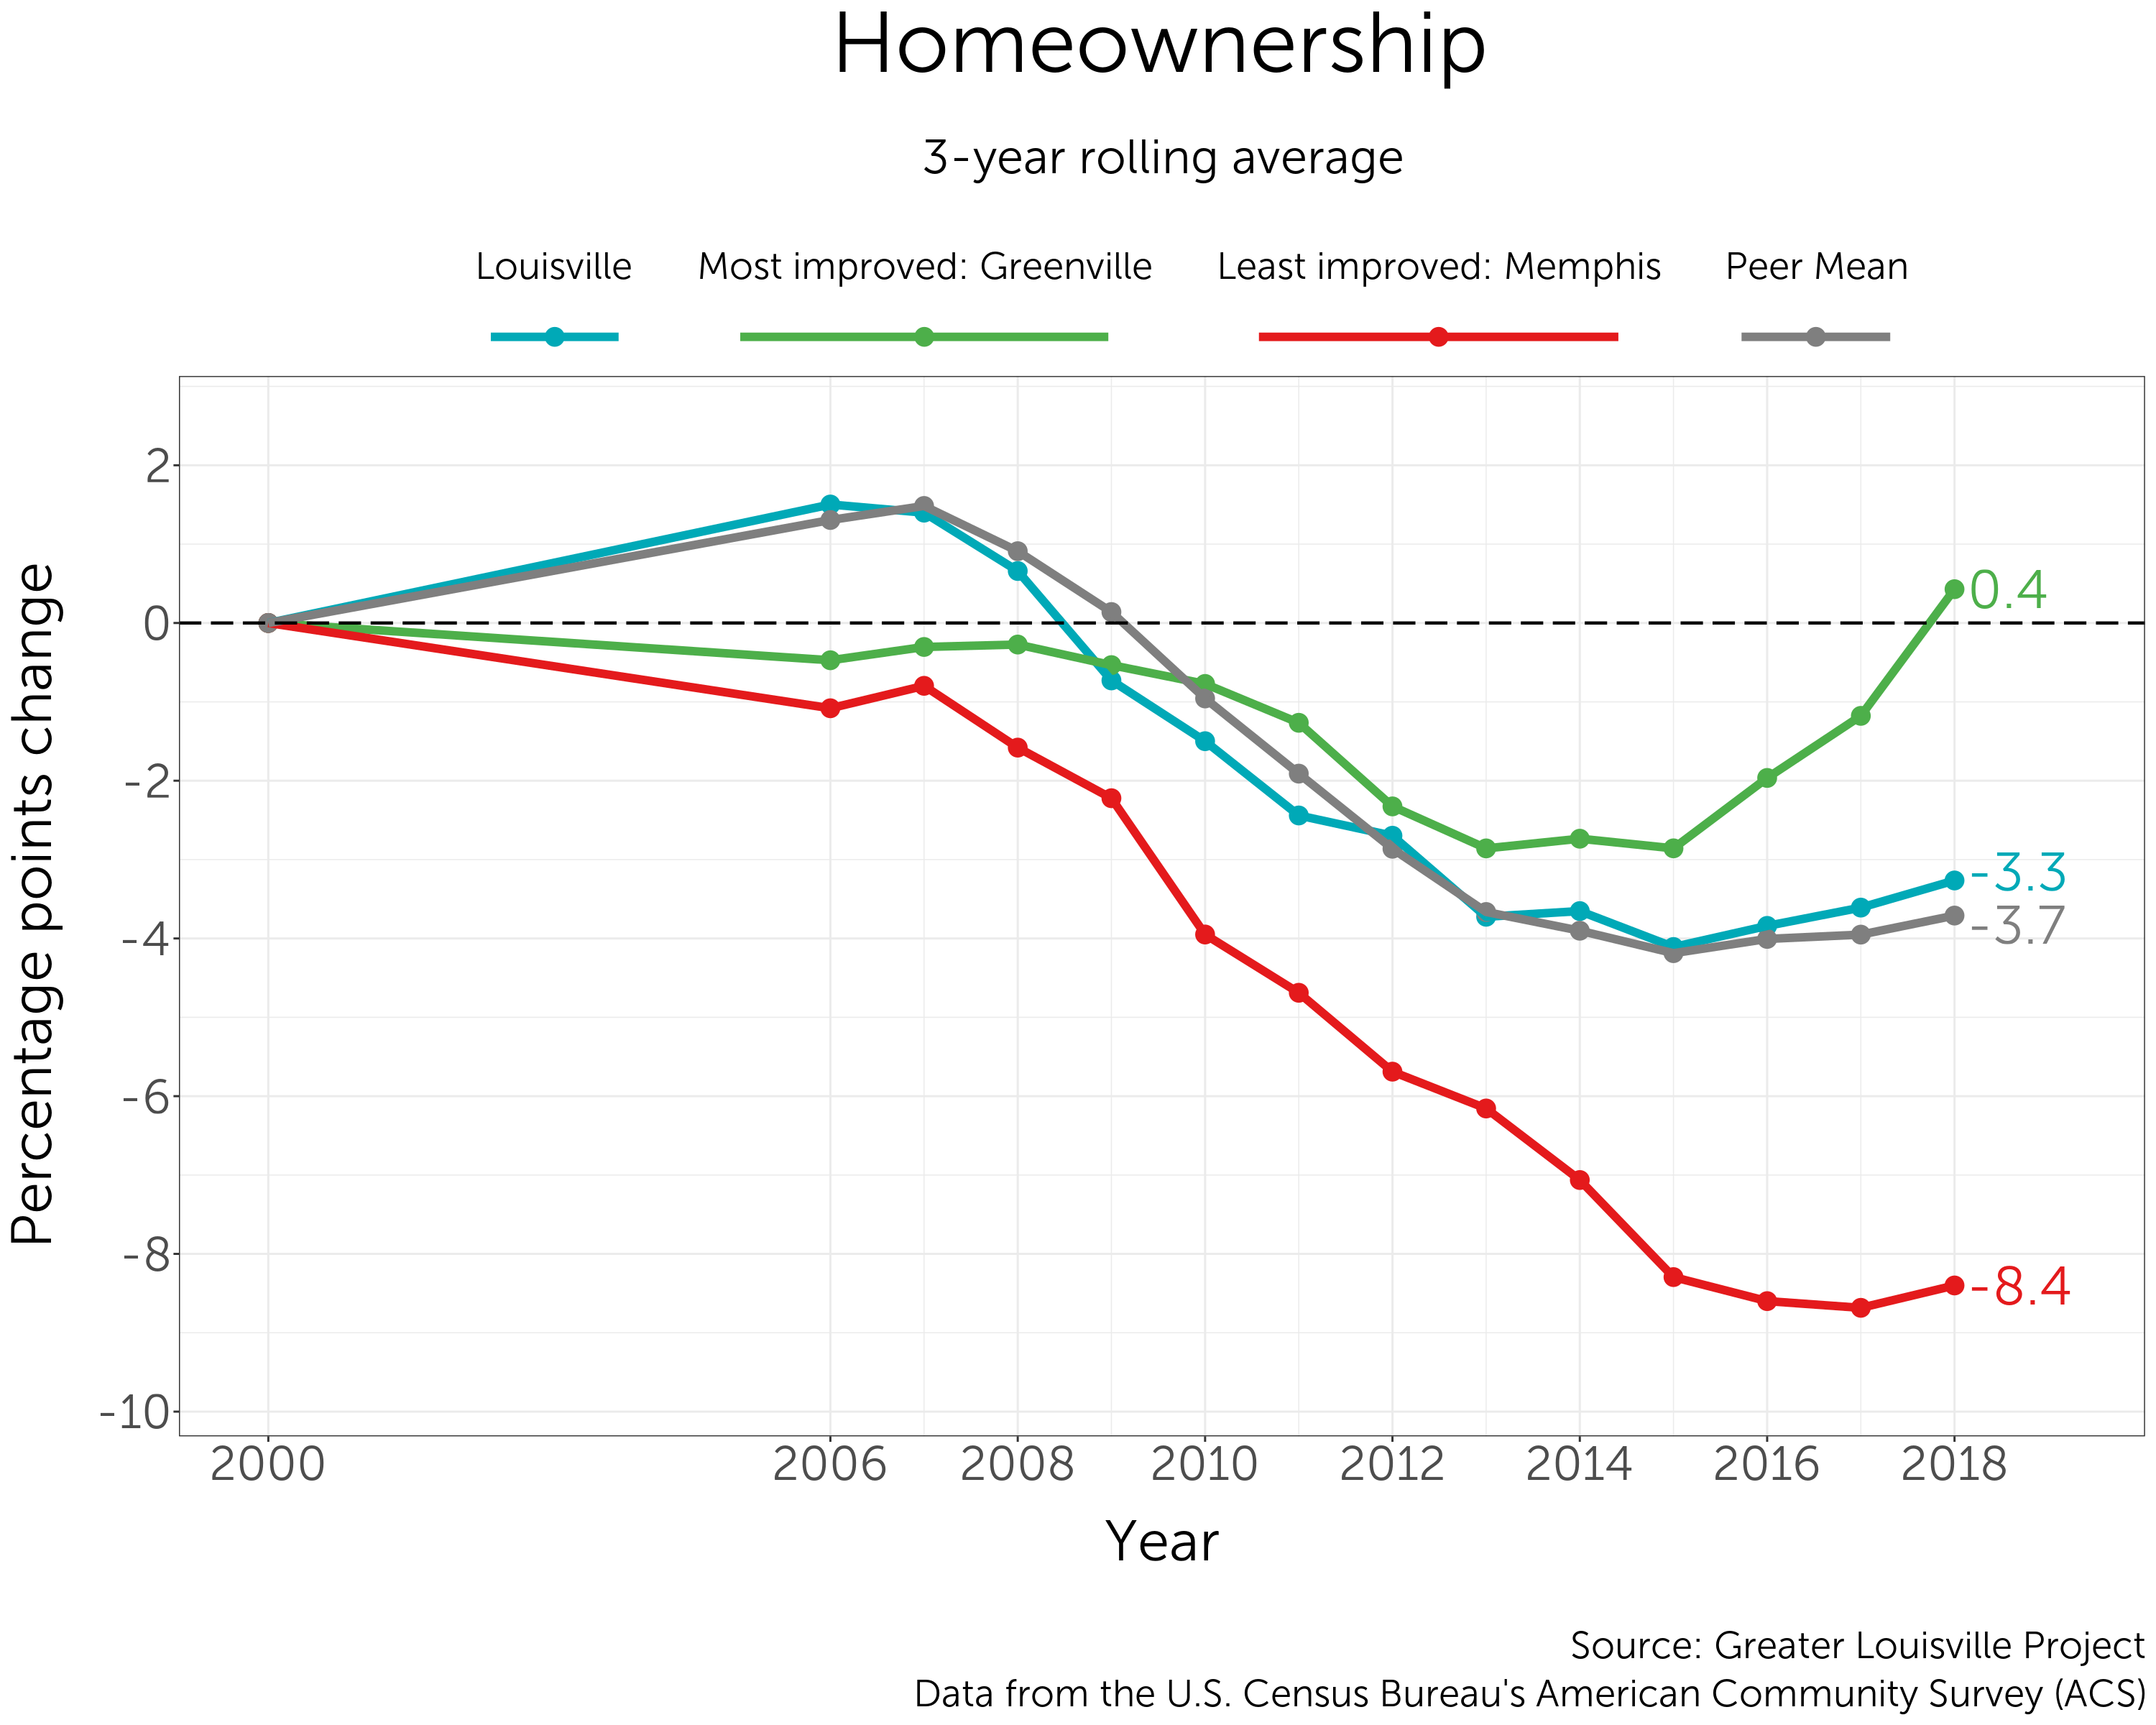 Homeownership
3-year rolling average
Louisville Most improved: Greenville Least improved: Memphis Peer Mean
Percentage points change
2
0
-2
-4
-6
-8
-10
0.4
-3.3
-3.7
-8.4
2000 2006 2008 2010 2012 2014 2016 2018
Year
Source: Greater Louisville Project
Data from the U.S. Census Bureau's American Community Survey (ACS)